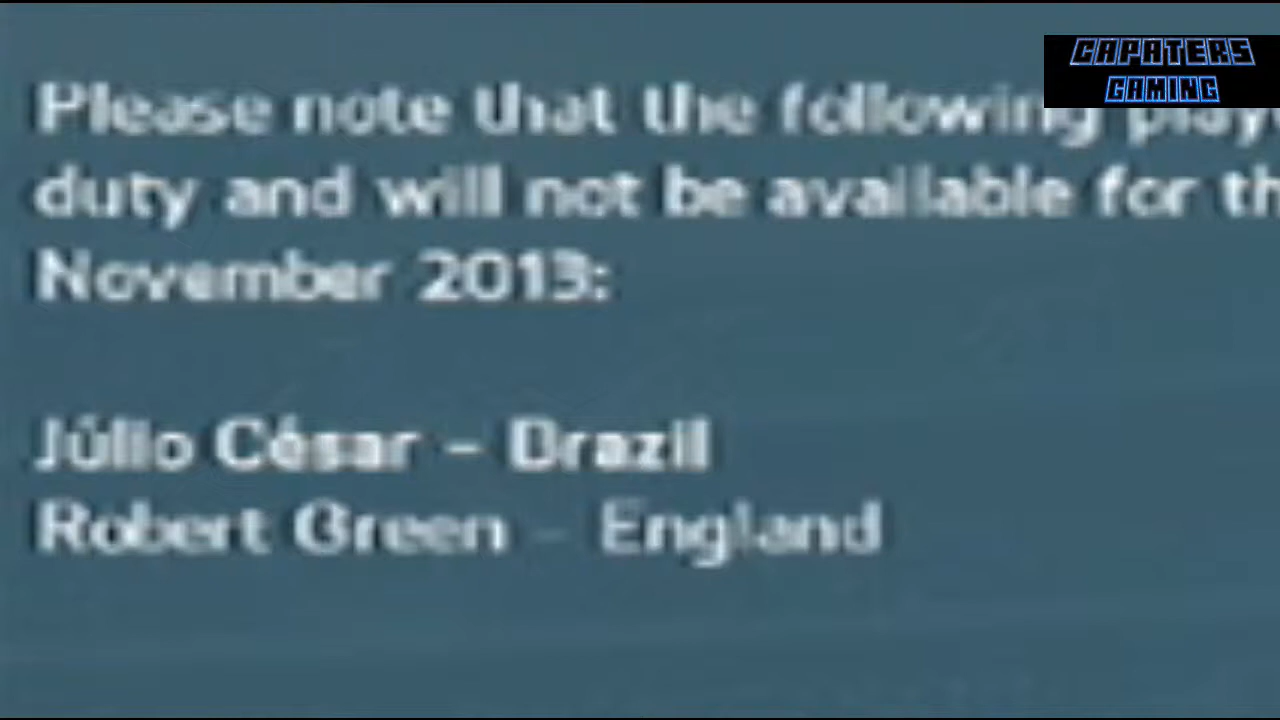 CAPATERS
GAMING
Please note that the following
duty and will not be available for
November 2013:
Júlio César - Brazil
Robert Green - England